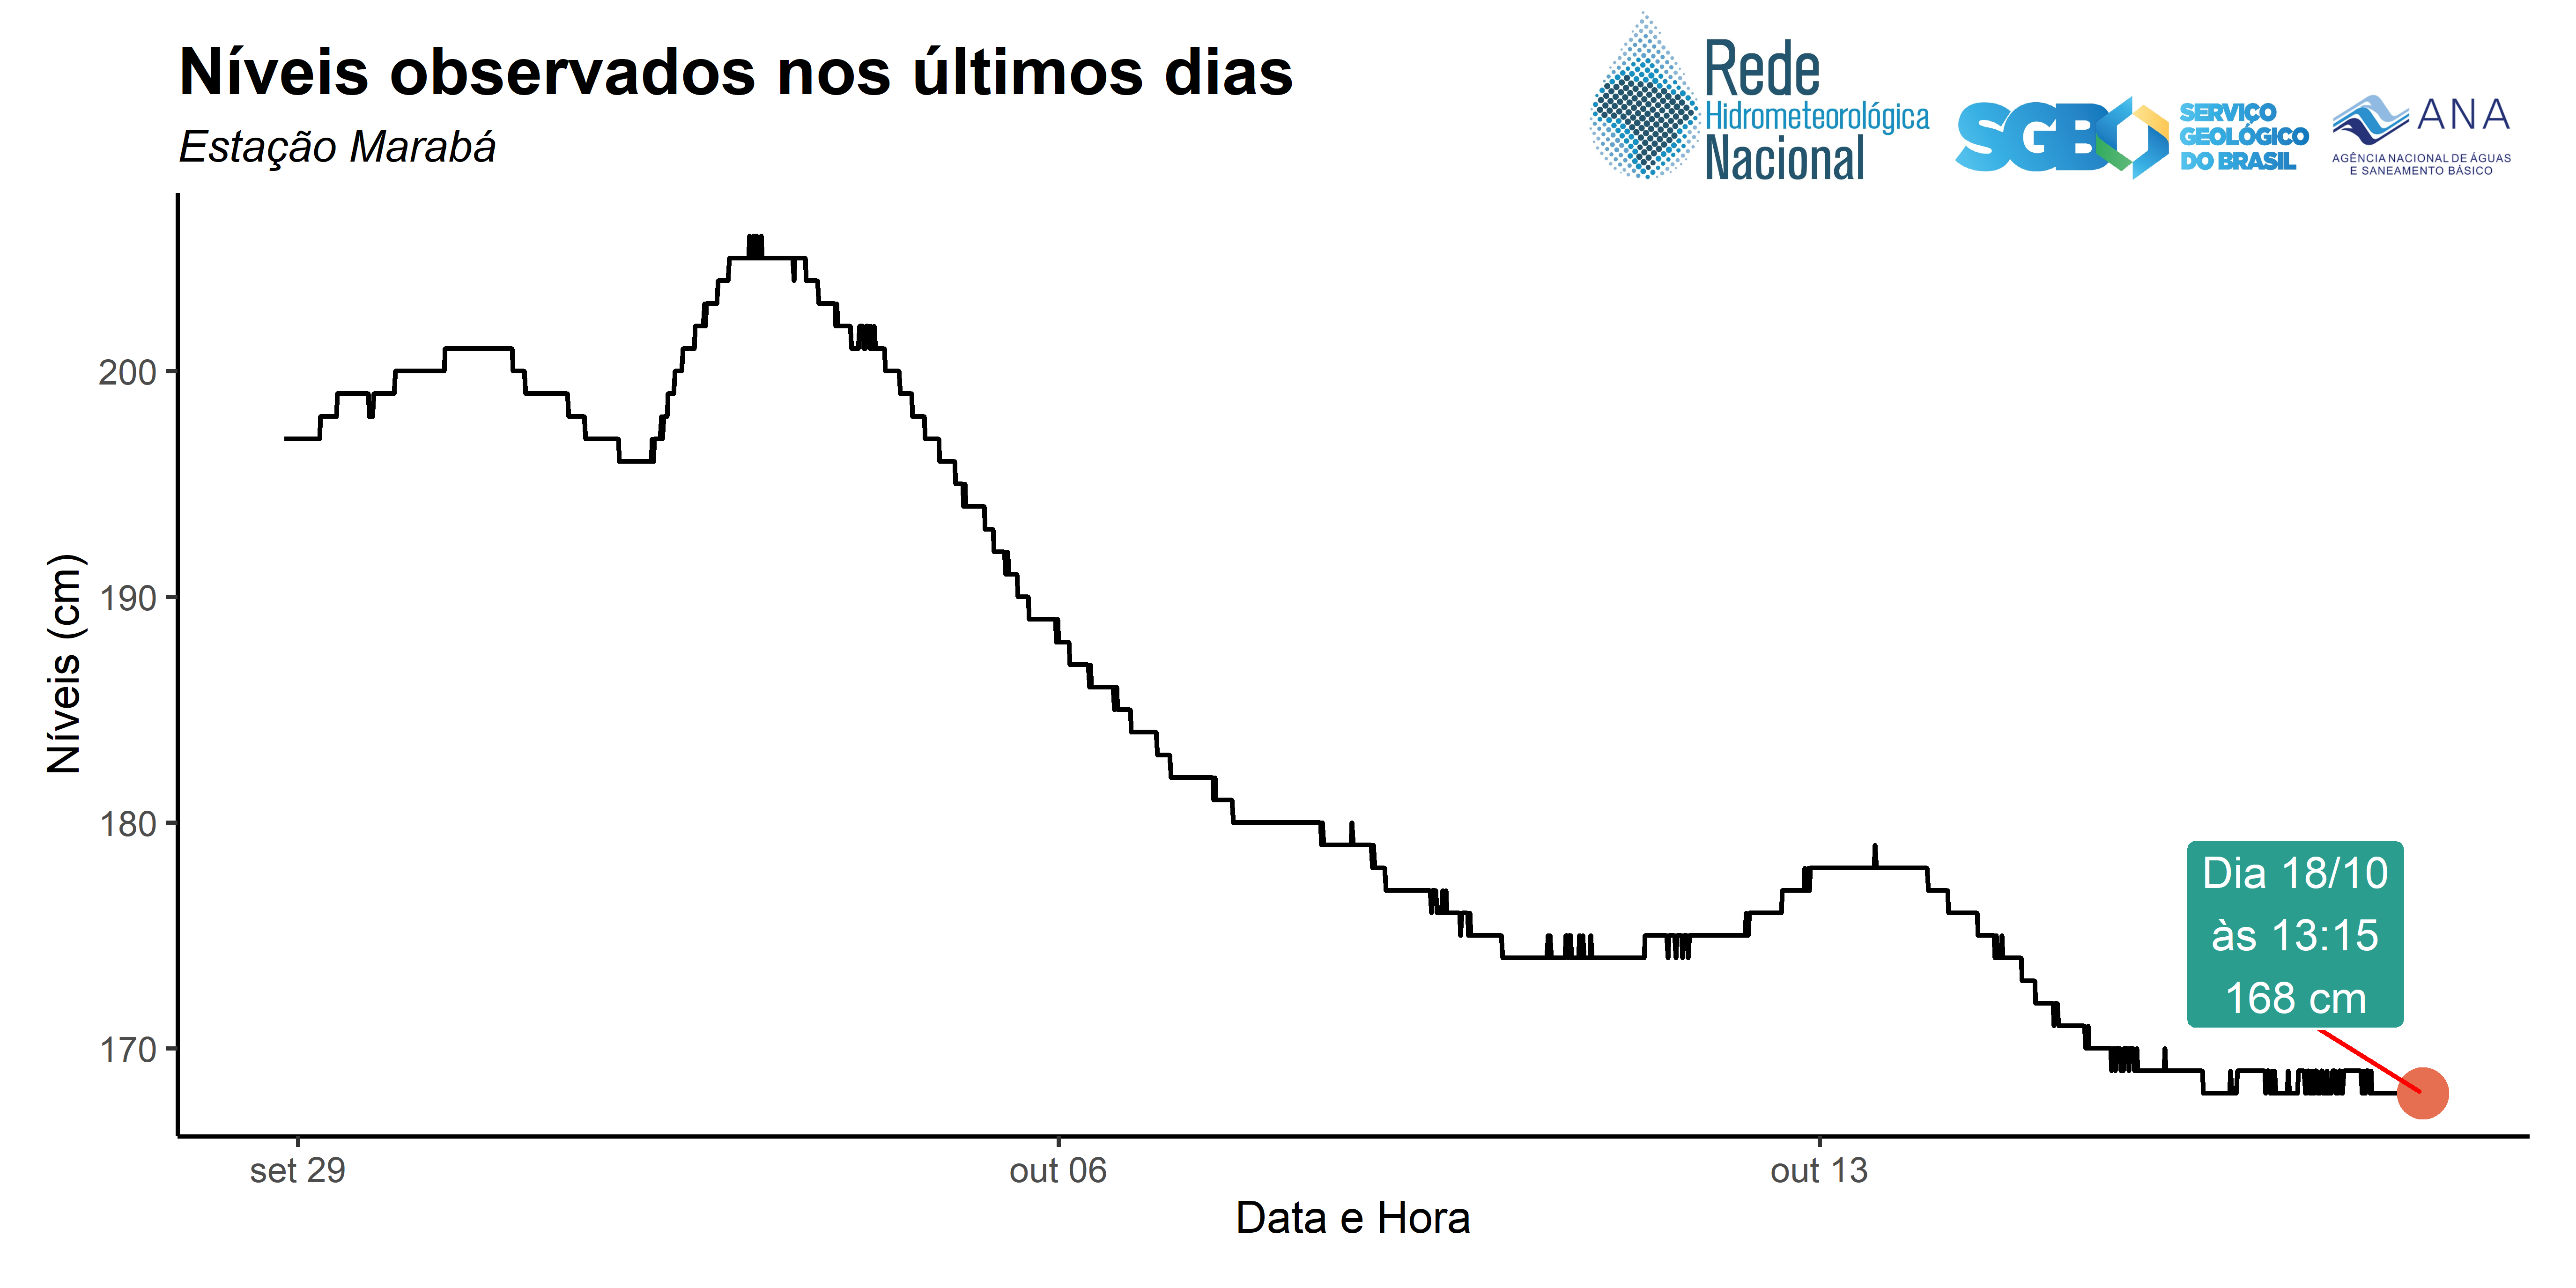 Níveis observados nos últimos dias
Estação Marabá
Rede
Hidrometeorológica
Nacional
SGB
SERVIÇO
GEOLÓGICO
DO BRASIL
ANA
AGÊNCIA NACIONAL DE ÁGUAS
E SANEAMENTO BÁSICO
Níveis (cm)
200
190
180
170
Dia 18/10
às 13:15
168 cm
set 29
out 06
out 13
Data e Hora